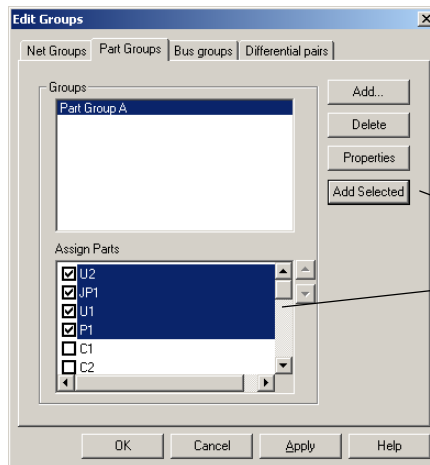 Edit Groups
Net Groups Part Groups Bus groups Differential pairs
Groups
Part Group A
Add...
Delete
Properties
Add Selected
Assign Parts
U2
JP1
U1
P1
C1
C2
OK Cancel Apply Help